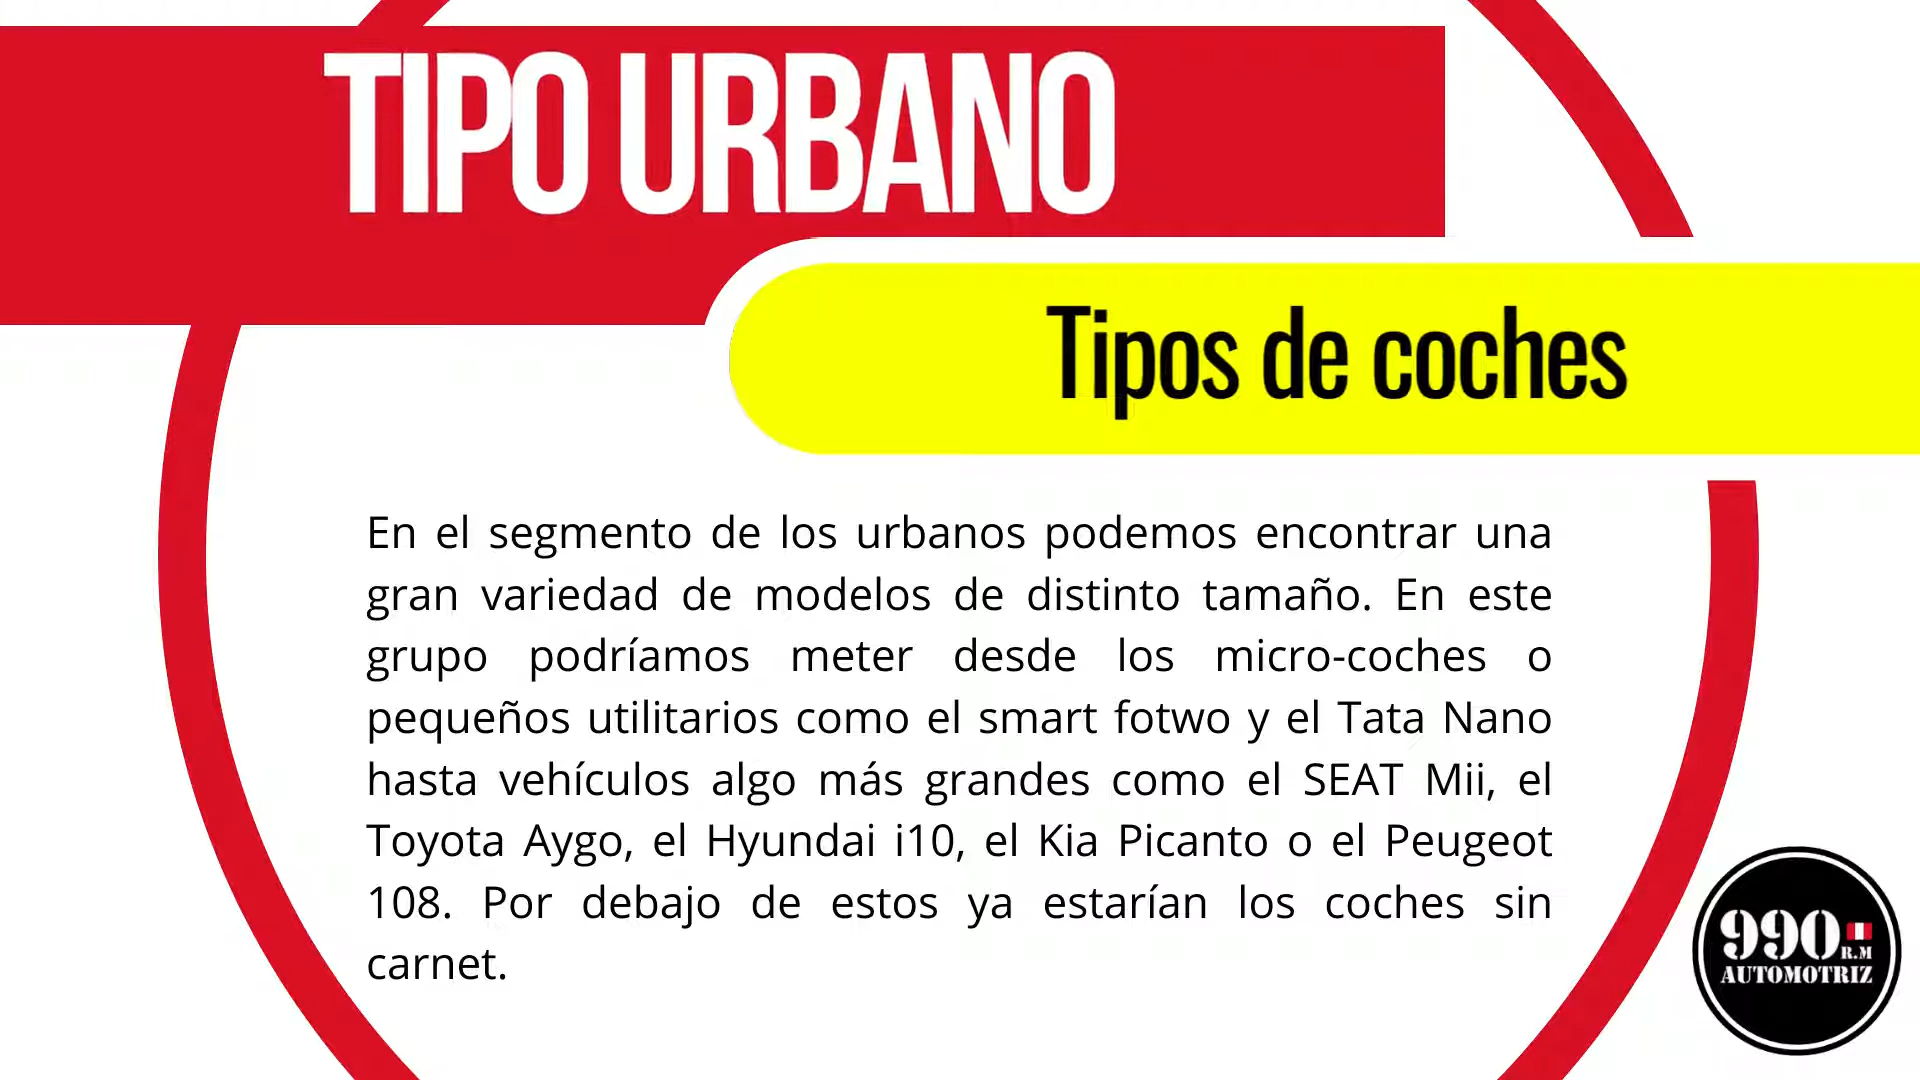 TIPO URBANO
Tipos de coches
En el segmento de los urbanos podemos encontrar una
gran variedad de modelos de distinto tamaño. En este
grupo podríamos meter desde los micro-coches o
pequeños utilitarios como el smart fotwo y el Tata Nano
hasta vehículos algo más grandes como el SEAT Mii, el
Toyota Aygo, el Hyundai i10, el Kia Picanto o el Peugeot
108. Por debajo de estos ya estarían los coches sin
carnet.
990 R.M
AUTOMOTRIZ